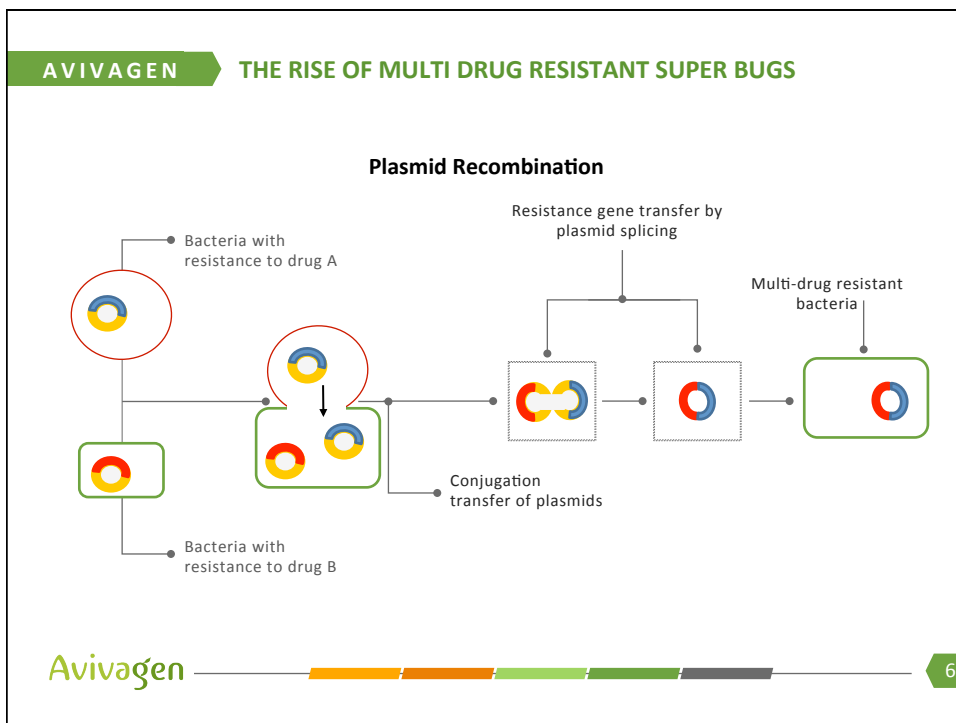 AVIVAGEN
THE RISE OF MULTI DRUG RESISTANT SUPER BUGS
Plasmid Recombination
Resistance gene transfer by
plasmid splicing
Bacteria with
resistance to drug A
Multi-drug resistant
bacteria
Conjugation
transfer of plasmids
Bacteria with
resistance to drug B
Avivagen
6